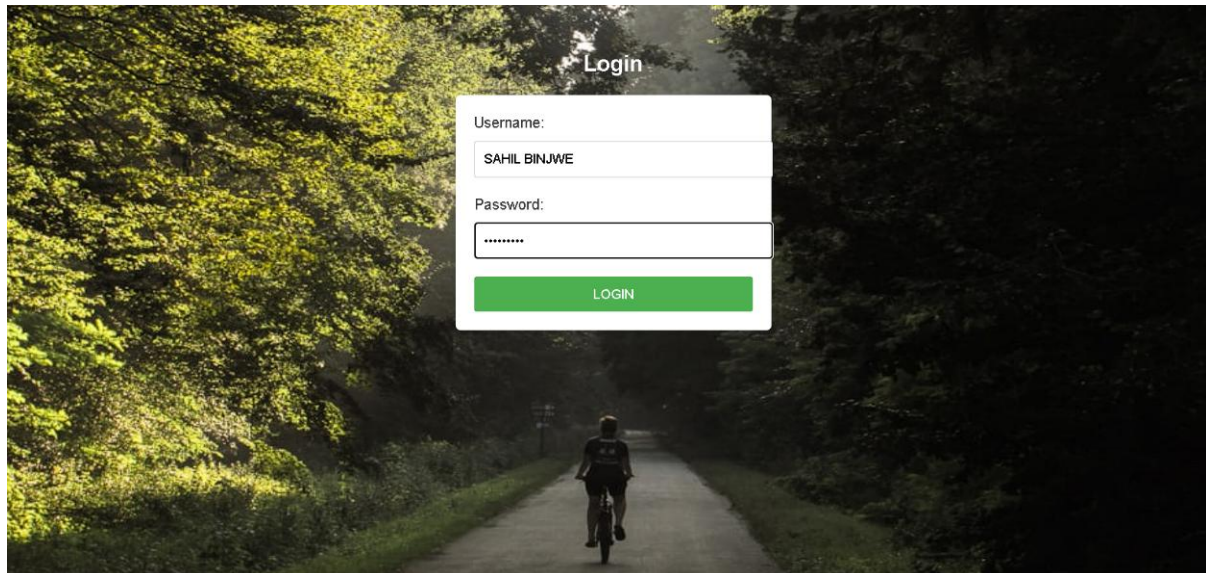 Login
Username:
SAHIL BINJWE
Password:
•••••••••
LOGIN